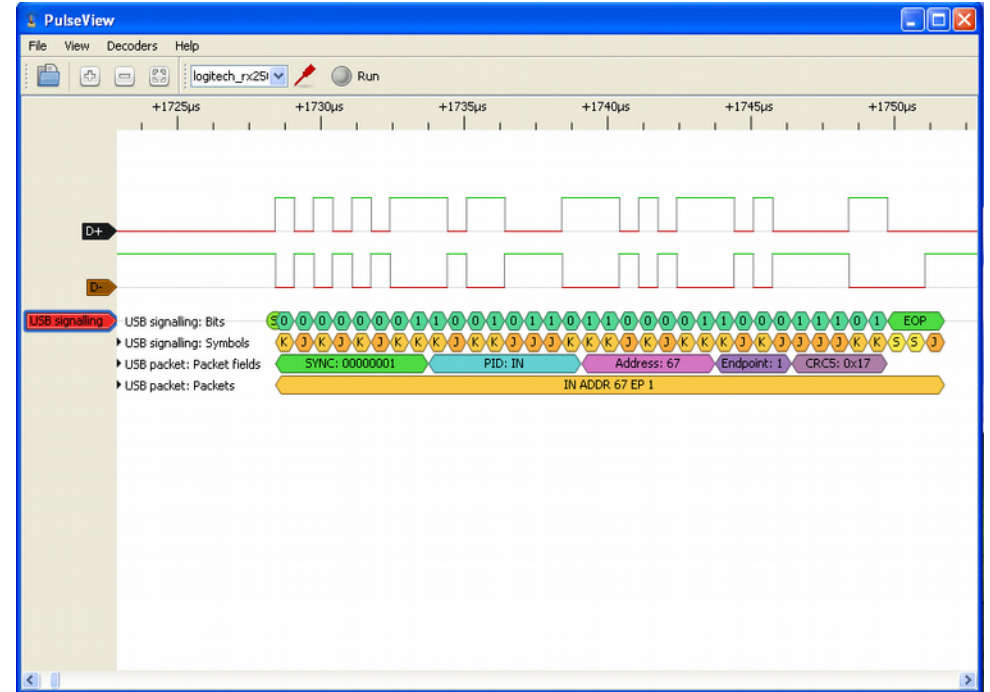 PulseView
File View Decoders Help
logitech_rx25 Run
+1725µs +1730µs +1735µs +1740µs +1745µs +1750µs
D+
D-
USB signalling USB signalling: Bits S 0 0 0 0 0 0 0 1 1 0 0 1 0 1 1 0 1 1 0 0 0 0 1 1 0 0 0 1 1 1 0 1 EOP
USB signalling: Symbols K J K J K J K K K J K K J J J K K J K J K K K J K J J J J K K S S J
USB packet: Packet fields SYNC: 00000001 PID: IN Address: 67 Endpoint: 1 CRC5: 0x17
USB packet: Packets IN ADDR 67 EP 1